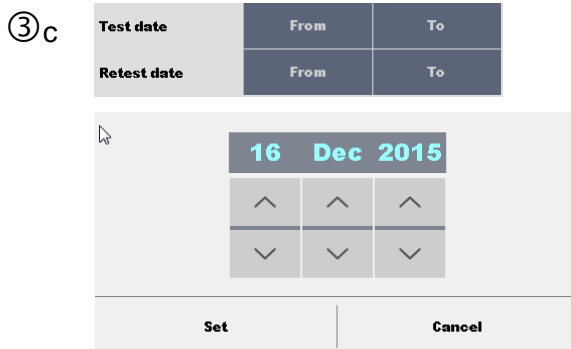 ③c
Test date From To
Retest date From To
16 Dec 2015
Set Cancel